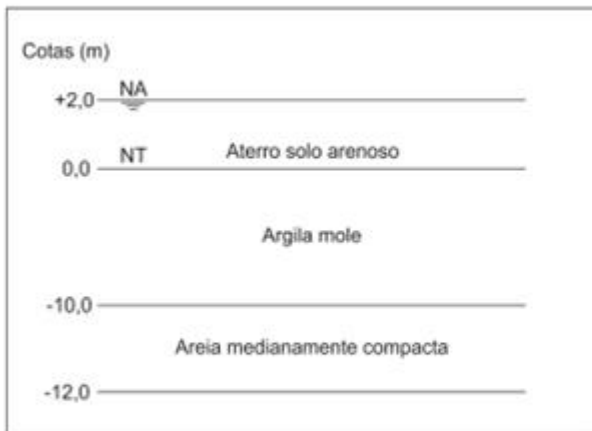 Cotas (m)
NA
+2,0
Aterro solo arenoso
NT
0,0
Argila mole
-10,0
Areia medianamente compacta
-12,0